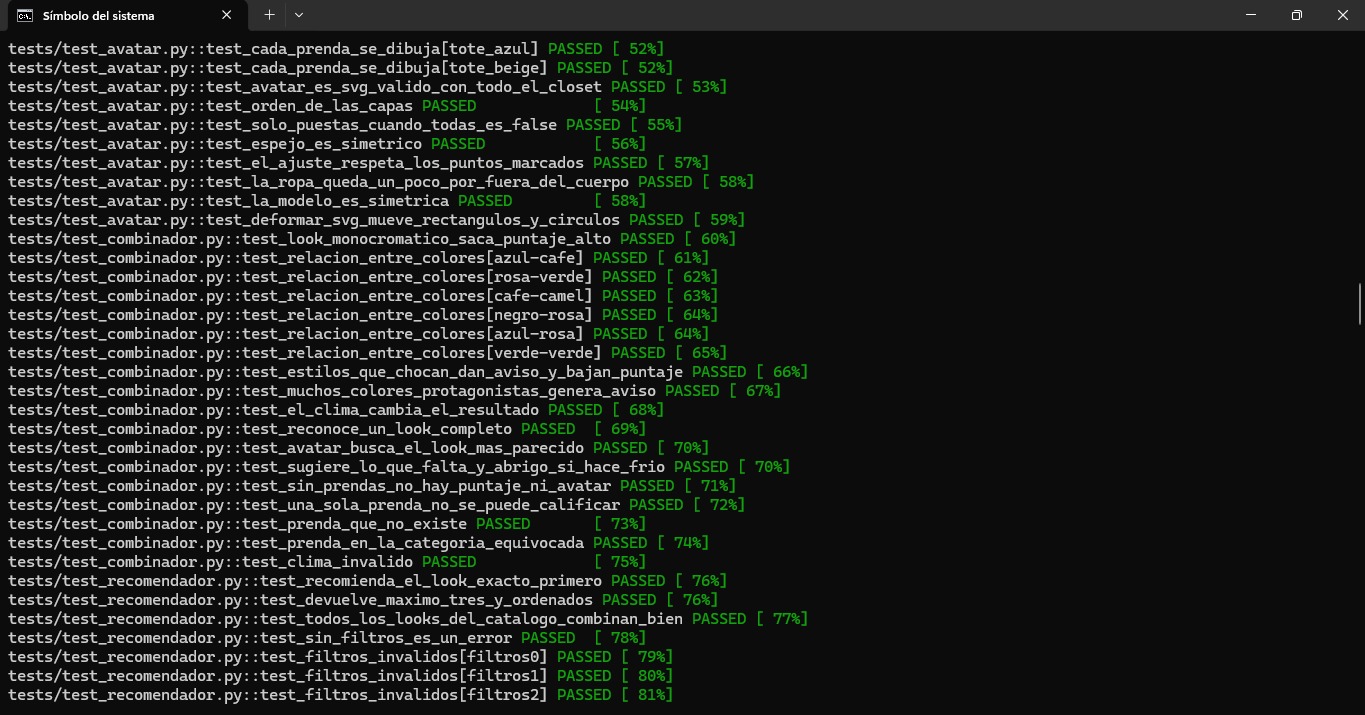 Símbolo del sistema
tests/test_avatar.py::test_cada_prenda_se_dibuja[tote_azul] PASSED [ 52%]
tests/test_avatar.py::test_cada_prenda_se_dibuja[tote_beige] PASSED [ 52%]
tests/test_avatar.py::test_avatar_es_svg_valido_con_todo_el_closet PASSED [ 53%]
tests/test_avatar.py::test_orden_de_las_capas PASSED             [ 54%]
tests/test_avatar.py::test_solo_puestas_cuando_todas_es_false PASSED [ 55%]
tests/test_avatar.py::test_espejo_es_simetrico PASSED            [ 56%]
tests/test_avatar.py::test_el_ajuste_respeta_los_puntos_marcados PASSED [ 57%]
tests/test_avatar.py::test_la_ropa_queda_un_poco_por_fuera_del_cuerpo PASSED [ 58%]
tests/test_avatar.py::test_la_modelo_es_simetrica PASSED         [ 58%]
tests/test_avatar.py::test_deformar_svg_mueve_rectangulos_y_circulos PASSED [ 59%]
tests/test_combinador.py::test_look_monocromatico_saca_puntaje_alto PASSED [ 60%]
tests/test_combinador.py::test_relacion_entre_colores[azul-cafe] PASSED [ 61%]
tests/test_combinador.py::test_relacion_entre_colores[rosa-verde] PASSED [ 62%]
tests/test_combinador.py::test_relacion_entre_colores[cafe-camel] PASSED [ 63%]
tests/test_combinador.py::test_relacion_entre_colores[negro-rosa] PASSED [ 64%]
tests/test_combinador.py::test_relacion_entre_colores[azul-rosa] PASSED [ 64%]
tests/test_combinador.py::test_relacion_entre_colores[verde-verde] PASSED [ 65%]
tests/test_combinador.py::test_estilos_que_chocan_dan_aviso_y_bajan_puntaje PASSED [ 66%]
tests/test_combinador.py::test_muchos_colores_protagonistas_genera_aviso PASSED [ 67%]
tests/test_combinador.py::test_el_clima_cambia_el_resultado PASSED [ 68%]
tests/test_combinador.py::test_reconoce_un_look_completo PASSED  [ 69%]
tests/test_combinador.py::test_avatar_busca_el_look_mas_parecido PASSED [ 70%]
tests/test_combinador.py::test_sugiere_lo_que_falta_y_abrigo_si_hace_frio PASSED [ 70%]
tests/test_combinador.py::test_sin_prendas_no_hay_puntaje_ni_avatar PASSED [ 71%]
tests/test_combinador.py::test_una_sola_prenda_no_se_puede_calificar PASSED [ 72%]
tests/test_combinador.py::test_prenda_que_no_existe PASSED       [ 73%]
tests/test_combinador.py::test_prenda_en_la_categoria_equivocada PASSED [ 74%]
tests/test_combinador.py::test_clima_invalido PASSED             [ 75%]
tests/test_recomendador.py::test_recomienda_el_look_exacto_primero PASSED [ 76%]
tests/test_recomendador.py::test_devuelve_maximo_tres_y_ordenados PASSED [ 76%]
tests/test_recomendador.py::test_todos_los_looks_del_catalogo_combinan_bien PASSED [ 77%]
tests/test_recomendador.py::test_sin_filtros_es_un_error PASSED  [ 78%]
tests/test_recomendador.py::test_filtros_invalidos[filtros0] PASSED [ 79%]
tests/test_recomendador.py::test_filtros_invalidos[filtros1] PASSED [ 80%]
tests/test_recomendador.py::test_filtros_invalidos[filtros2] PASSED [ 81%]